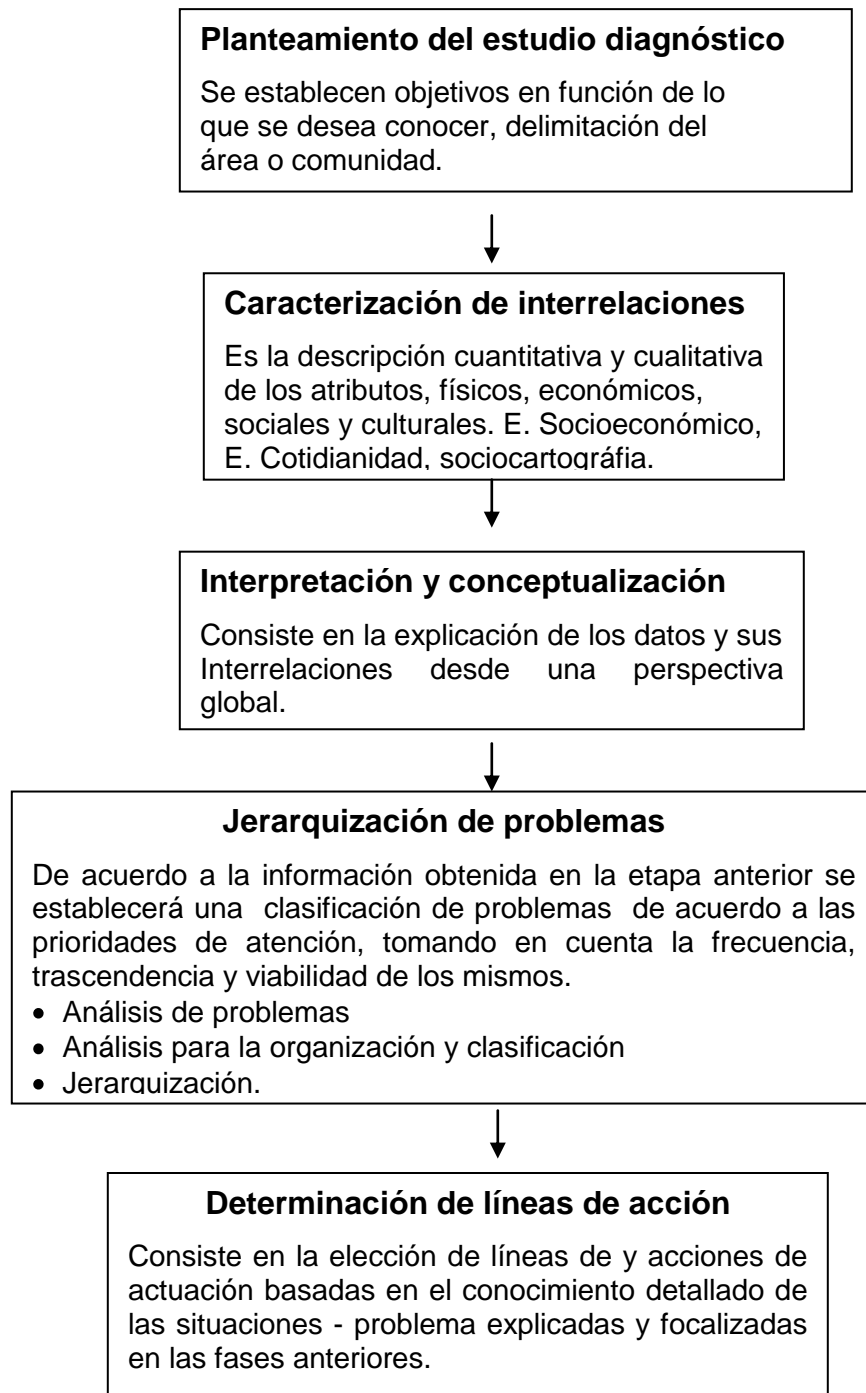 Planteamiento del estudio diagnóstico
Se establecen objetivos en función de lo
que se desea conocer, delimitación del
área o comunidad.
Caracterización de interrelaciones
Es la descripción cuantitativa y cualitativa
de los atributos, físicos, económicos,
sociales y culturales. E. Socioeconómico,
E. Cotidianidad, sociocartográfia.
Interpretación y conceptualización
Consiste en la explicación de los datos y sus
Interrelaciones desde una perspectiva
global.
Jerarquización de problemas
De acuerdo a la información obtenida en la etapa anterior se
establecerá una clasificación de problemas de acuerdo a las
prioridades de atención, tomando en cuenta la frecuencia,
trascendencia y viabilidad de los mismos.
• Análisis de problemas
• Análisis para la organización y clasificación
• Jerarquización.
Determinación de líneas de acción
Consiste en la elección de líneas de y acciones de
actuación basadas en el conocimiento detallado de
las situaciones - problema explicadas y focalizadas
en las fases anteriores.